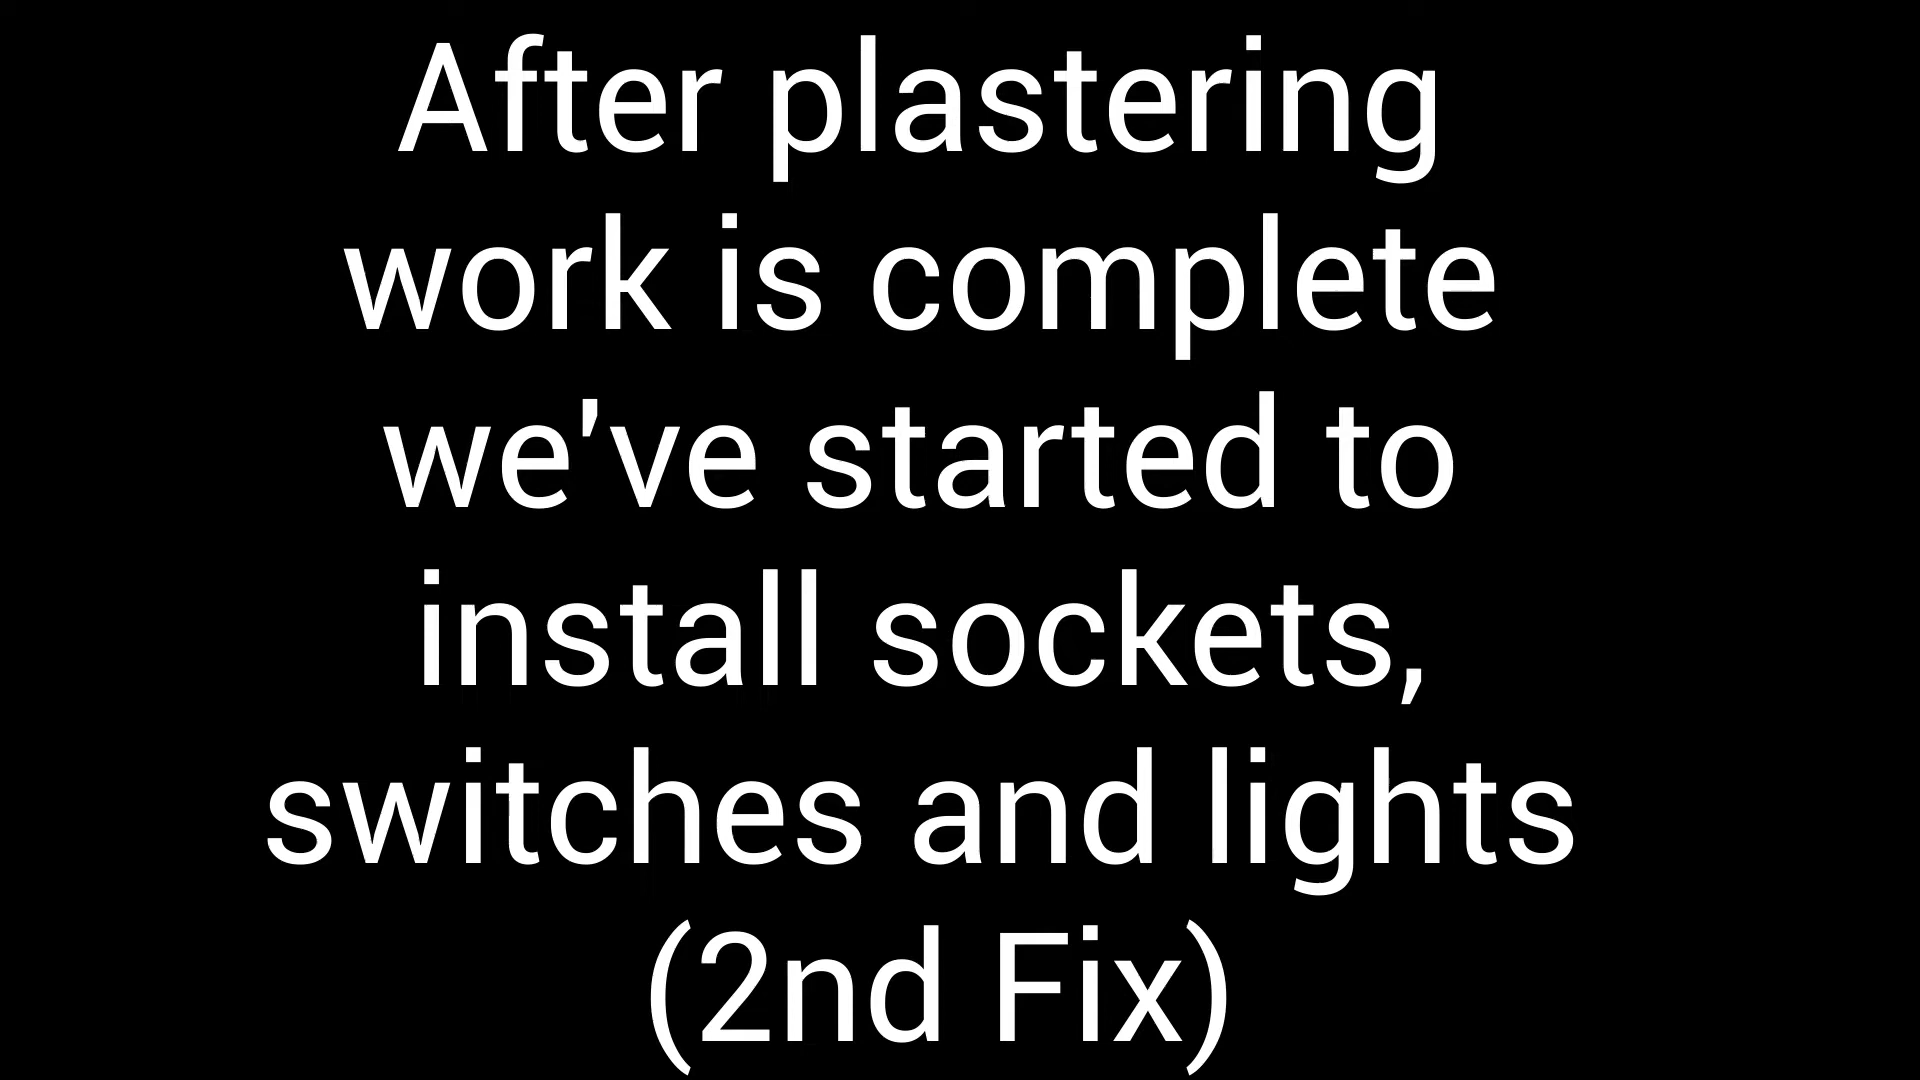 After plastering
work is complete
we've started to
install sockets,
switches and lights
(2nd Fix)